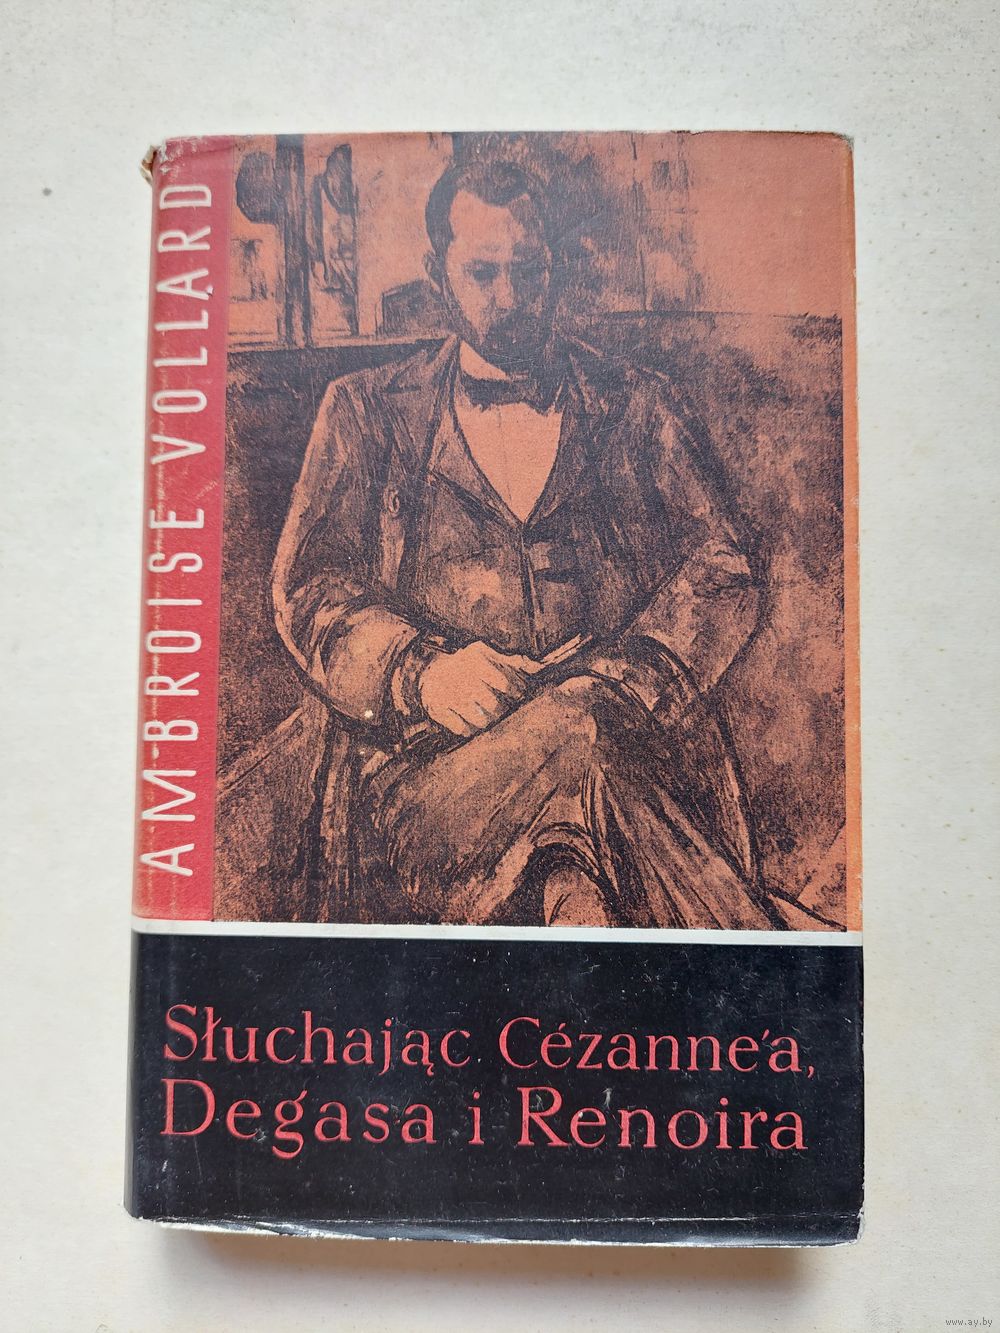 AMBROISE VOLLARD
Słuchając Cézanne'a,
Degasa i Renoira
www.ay.by